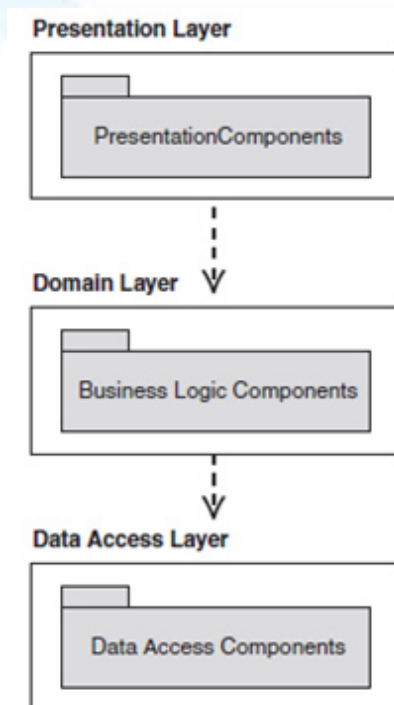 Presentation Layer
PresentationComponents
Domain Layer
Business Logic Components
Data Access Layer
Data Access Components